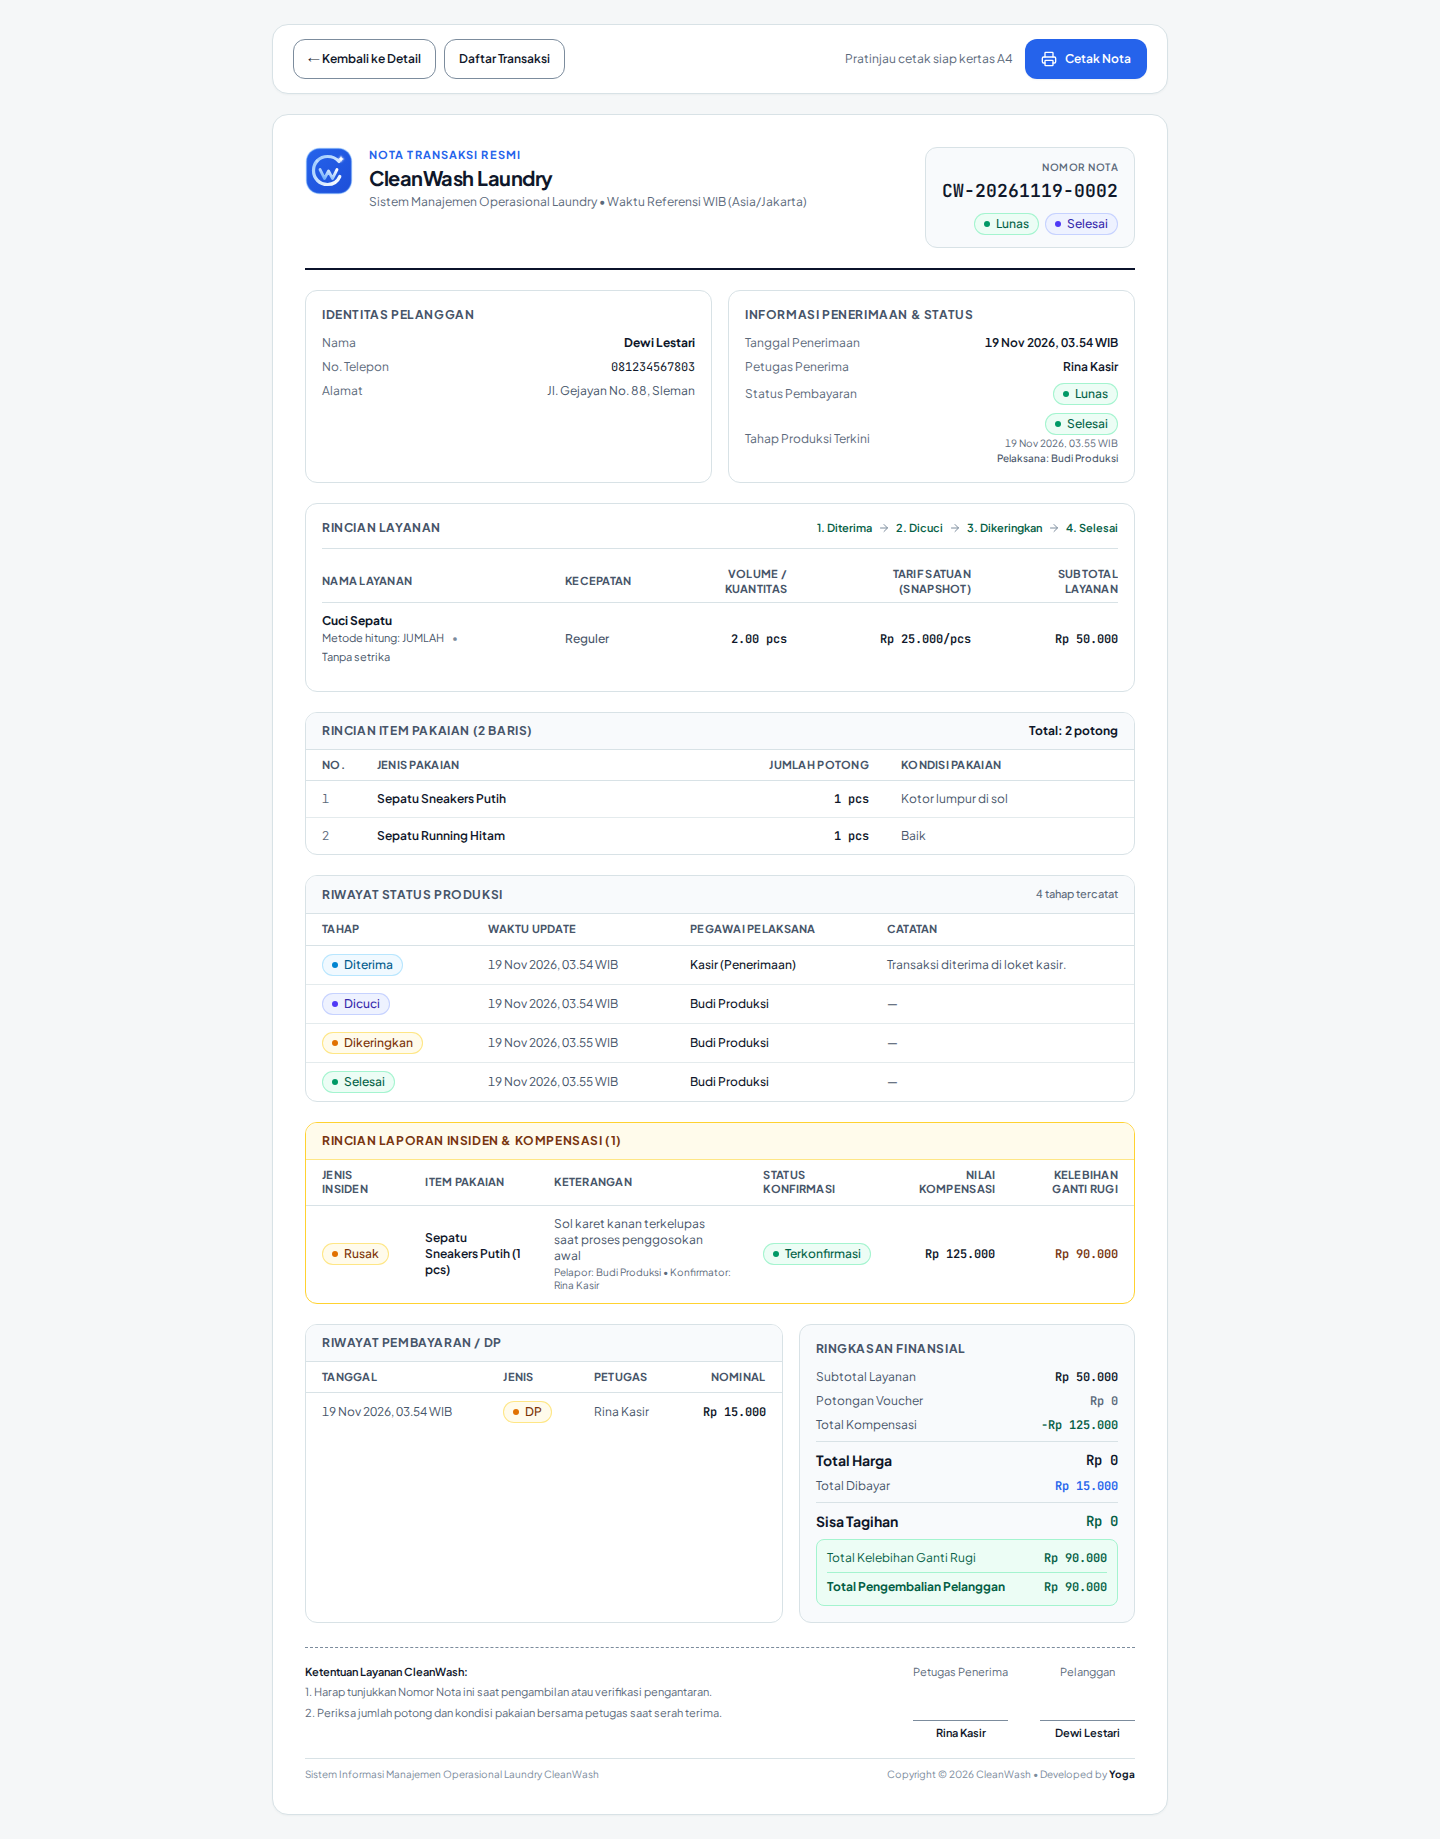 ← Kembali ke Detail
Daftar Transaksi
Pratinjau cetak siap kertas A4
Cetak Nota
NOTA TRANSAKSI RESMI
CleanWash Laundry
Sistem Manajemen Operasional Laundry • Waktu Referensi WIB (Asia/Jakarta)
NOMOR NOTA
CW-20261119-0002
Lunas
Selesai
IDENTITAS PELANGGAN
Nama Dewi Lestari
No. Telepon 081234567803
Alamat Jl. Gejayan No. 88, Sleman
INFORMASI PENERIMAAN & STATUS
Tanggal Penerimaan 19 Nov 2026, 03.54 WIB
Petugas Penerima Rina Kasir
Status Pembayaran Lunas
Tahap Produksi Terkini Selesai
19 Nov 2026, 03.55 WIB
Pelaksana: Budi Produksi
RINCIAN LAYANAN
1. Diterima → 2. Dicuci → 3. Dikeringkan → 4. Selesai
NAMA LAYANAN KECEPATAN VOLUME / KUANTITAS TARIF SATUAN (SNAPSHOT) SUBTOTAL LAYANAN
Cuci Sepatu
Metode hitung: JUMLAH •
Tanpa setrika
Reguler 2.00 pcs Rp 25.000/pcs Rp 50.000
RINCIAN ITEM PAKAIAN (2 BARIS) Total: 2 potong
NO. JENIS PAKAIAN JUMLAH POTONG KONDISI PAKAIAN
1 Sepatu Sneakers Putih 1 pcs Kotor lumpur di sol
2 Sepatu Running Hitam 1 pcs Baik
RIWAYAT STATUS PRODUKSI 4 tahap tercatat
TAHAP WAKTU UPDATE PEGAWAI PELAKSANA CATATAN
Diterima 19 Nov 2026, 03.54 WIB Kasir (Penerimaan) Transaksi diterima di loket kasir.
Dicuci 19 Nov 2026, 03.54 WIB Budi Produksi —
Dikeringkan 19 Nov 2026, 03.55 WIB Budi Produksi —
Selesai 19 Nov 2026, 03.55 WIB Budi Produksi —
RINCIAN LAPORAN INSIDEN & KOMPENSASI (1)
JENIS INSIDEN ITEM PAKAIAN KETERANGAN STATUS KONFIRMASI NILAI KOMPENSASI KELEBIHAN GANTI RUGI
Rusak
Sepatu
Sneakers Putih (1
pcs)
Sol karet kanan terkelupas
saat proses penggosokan
awal
Pelapor: Budi Produksi • Konfirmator:
Rina Kasir
Terkonfirmasi Rp 125.000 Rp 90.000
RIWAYAT PEMBAYARAN / DP
TANGGAL JENIS PETUGAS NOMINAL
19 Nov 2026, 03.54 WIB DP Rina Kasir Rp 15.000
RINGKASAN FINANSIAL
Subtotal Layanan Rp 50.000
Potongan Voucher Rp 0
Total Kompensasi -Rp 125.000
Total Harga Rp 0
Total Dibayar Rp 15.000
Sisa Tagihan Rp 0
Total Kelebihan Ganti Rugi Rp 90.000
Total Pengembalian Pelanggan Rp 90.000
Ketentuan Layanan CleanWash:
1. Harap tunjukkan Nomor Nota ini saat pengambilan atau verifikasi pengantaran.
2. Periksa jumlah potong dan kondisi pakaian bersama petugas saat serah terima.
Petugas Penerima
Rina Kasir
Pelanggan
Dewi Lestari
Sistem Informasi Manajemen Operasional Laundry CleanWash
Copyright © 2026 CleanWash • Developed by Yoga